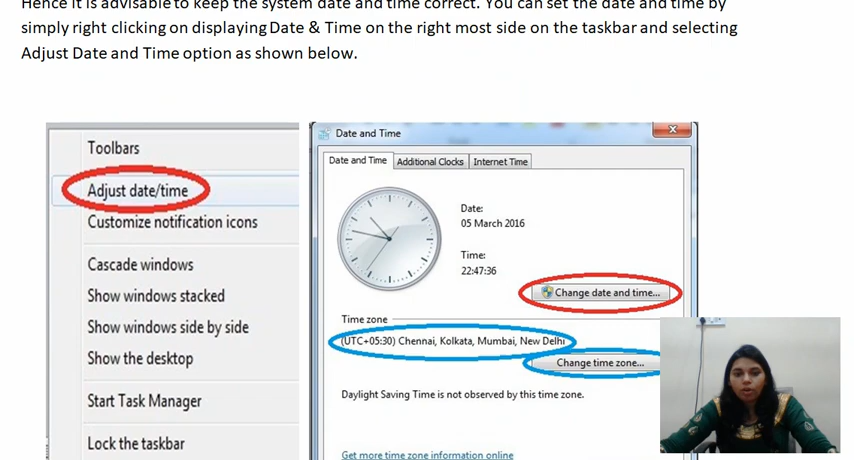 Hence it is advisable to keep the system date and time correct. You can set the date and time by
simply right clicking on displaying Date & Time on the right most side on the taskbar and selecting
Adjust Date and Time option as shown below.
Toolbars
Adjust date/time
Customize notification icons
Cascade windows
Show windows stacked
Show windows side by side
Show the desktop
Start Task Manager
Lock the taskbar
Date and Time
Date and Time
Additional Clocks
Internet Time
Date:
05 March 2016
Time:
22:47:36
Change date and time...
Time zone
(UTC+05:30) Chennai, Kolkata, Mumbai, New Delhi
Change time zone...
Daylight Saving Time is not observed by this time zone.
Get more time zone information online